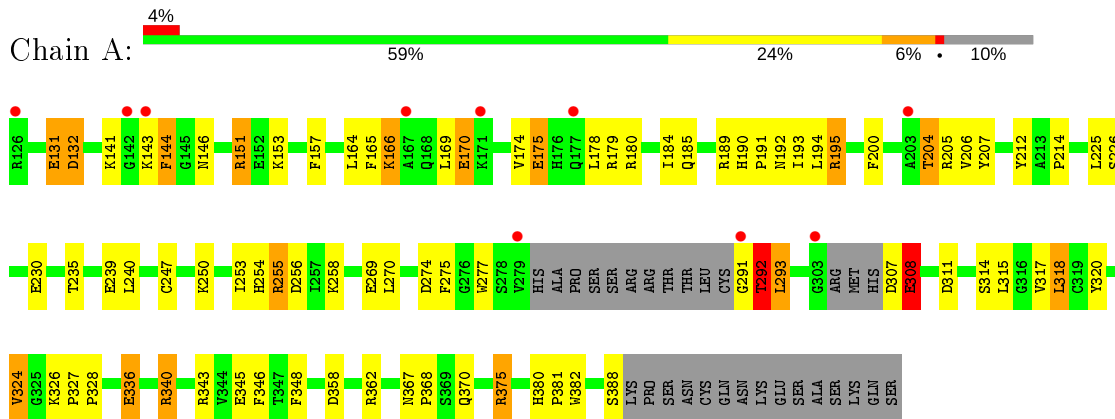 4%
Chain A:
59% 24% 6% • 10%
R126 E131 D132 K141 G142 K143 F144 G145 N146 R151 E152 K153 F157 L164 F165 K166 A167 Q168 L169 E170 K171 V174 E175 H176 Q177 L178 R179 R180 I184 Q185 R189 H190 P191 N192 I193 L194 R195 F200 A203 T204 R205 V206 Y207 Y212 A213 P214 L225 S226
E230 T235 E239 L240 C247 K250 I253 H254 R255 D256 I257 K258 E269 L270 D274 F275 G276 W277 S278 V279 HIS ALA PRO SER SER ARG ARG THR THR LEU CYS G291 T292 L293 G303 ARG MET HIS D307 E308 D311 S314 L315 G316 V317 L318 C319 Y320
V324 G325 K326 P327 P328 E336 R340 R343 V344 E345 F346 T347 F348 D358 R362 N367 P368 S369 Q370 R375 H380 P381 W382 S388 LYS PRO SER ASN CYS GLN ASN LYS GLU SER ALA SER LYS GLN SER